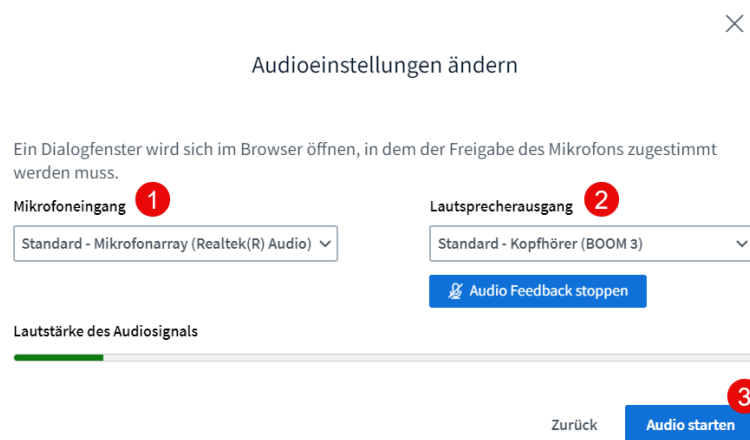 Audioeinstellungen ändern
Ein Dialogfenster wird sich im Browser öffnen, in dem der Freigabe des Mikrofons zugestimmt
werden muss.
Mikrofoneingang 1
Lautsprecherausgang 2
Standard - Mikrofonarray (Realtek(R) Audio)
Standard - Kopfhörer (BOOM 3)
Audio Feedback stoppen
Lautstärke des Audiosignals
3
Zurück
Audio starten